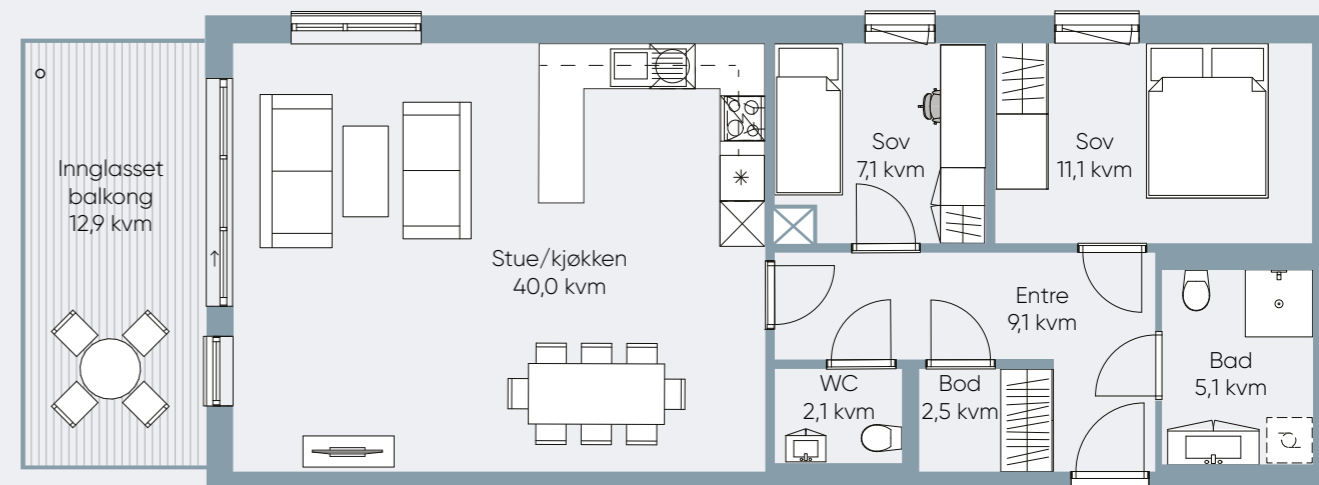 Innglasset
balkong
12,9 kvm
Stue/kjøkken
40,0 kvm
Sov
7,1 kvm
Sov
11,1 kvm
Entre
9,1 kvm
WC
2,1 kvm
Bod
2,5 kvm
Bad
5,1 kvm